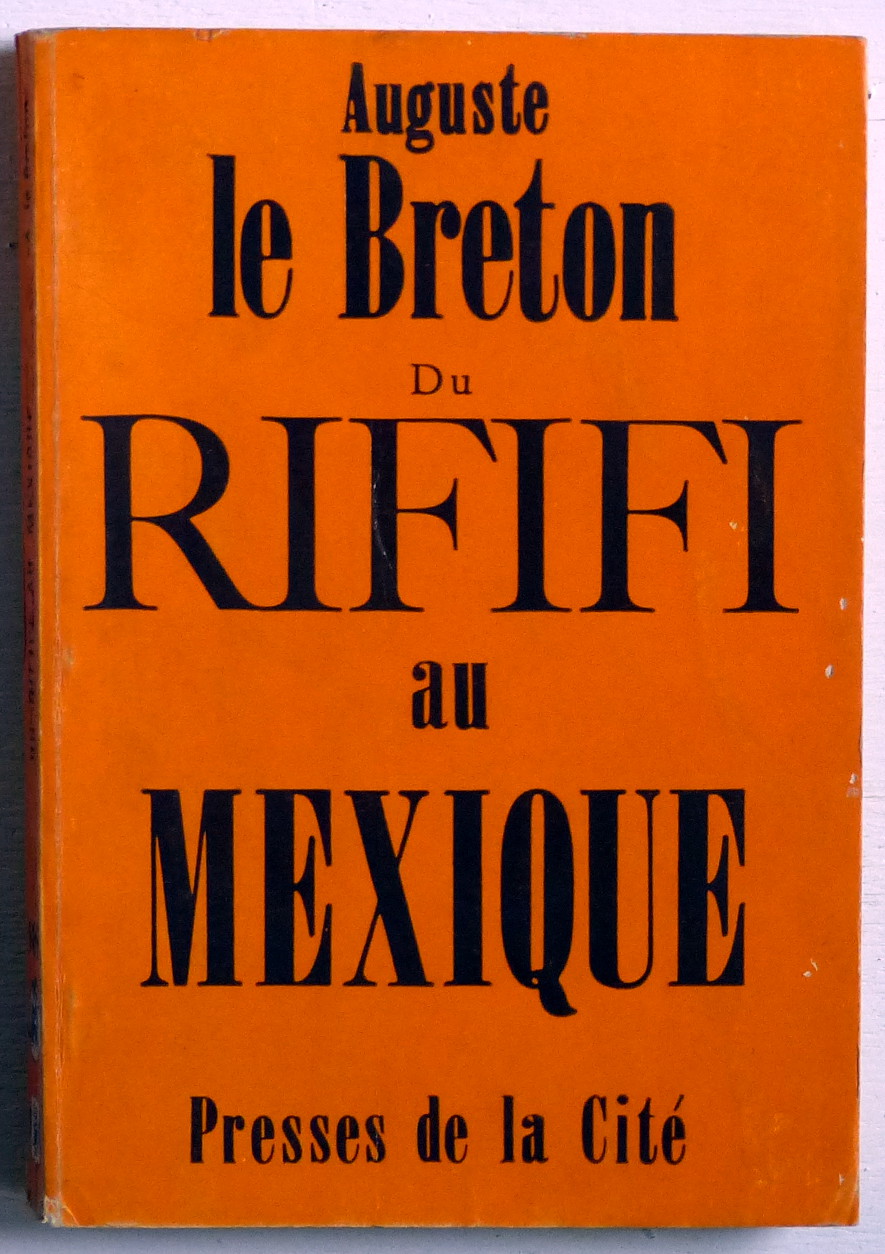 Auguste
le Breton
Du
RIFIFI
au
MEXIQUE
Presses de la Cité